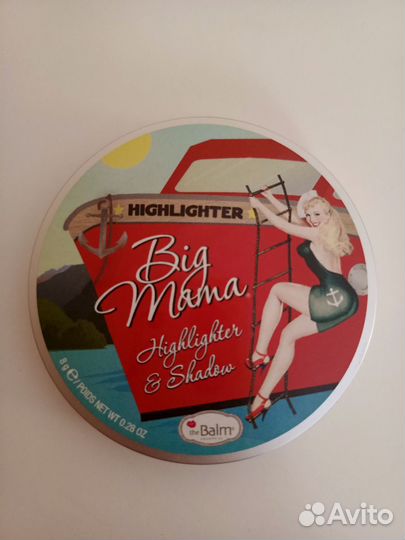 HIGHLIGHTER
Big
Mama
Highlighter
& Shadow
8 g ℮ / POIDS NET WT 0.28 OZ
the Balm®
Avito